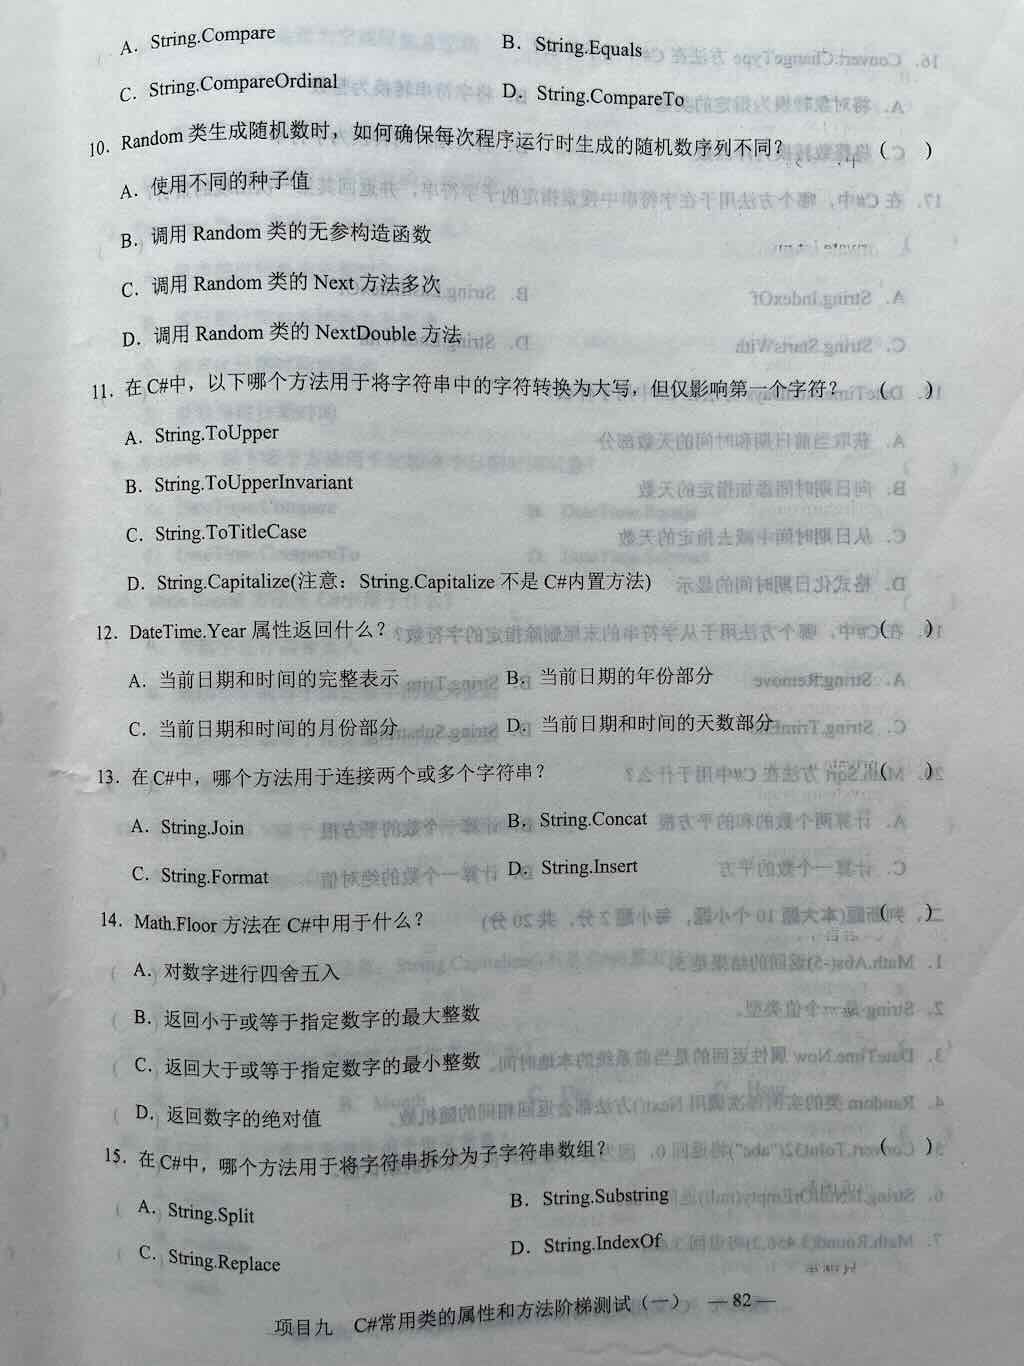 A. String.Compare B. String.Equals
C. String.CompareOrdinal D. String.CompareTo
10. Random 类生成随机数时，如何确保每次程序运行时生成的随机数序列不同？ ( )
A. 使用不同的种子值
B. 调用 Random 类的无参构造函数
C. 调用 Random 类的 Next 方法多次
D. 调用 Random 类的 NextDouble 方法
11. 在 C#中，以下哪个方法用于将字符串中的字符转换为大写，但仅影响第一个字符？ ( )
A. String.ToUpper
B. String.ToUpperInvariant
C. String.ToTitleCase
D. String.Capitalize(注意：String.Capitalize 不是 C#内置方法)
12. DateTime.Year 属性返回什么？ ( )
A. 当前日期和时间的完整表示 B. 当前日期的年份部分
C. 当前日期和时间的月份部分 D. 当前日期和时间的天数部分
13. 在 C#中，哪个方法用于连接两个或多个字符串？ ( )
A. String.Join B. String.Concat
C. String.Format D. String.Insert
14. Math.Floor 方法在 C#中用于什么？ ( )
A. 对数字进行四舍五入
B. 返回小于或等于指定数字的最大整数
C. 返回大于或等于指定数字的最小整数
D. 返回数字的绝对值
15. 在 C#中，哪个方法用于将字符串拆分为子字符串数组？ ( )
A. String.Split B. String.Substring
C. String.Replace D. String.IndexOf
项目九 C#常用类的属性和方法阶梯测试（一） — 82 —